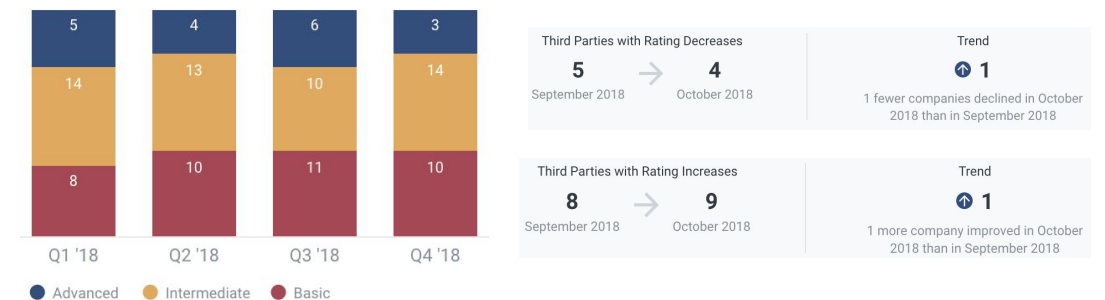 5
4
6
3
14
13
10
14
8
10
11
10
Q1 '18
Q2 '18
Q3 '18
Q4 '18
Advanced
Intermediate
Basic
Third Parties with Rating Decreases
5
4
September 2018
October 2018
Trend
1
1 fewer companies declined in October
2018 than in September 2018
Third Parties with Rating Increases
8
9
September 2018
October 2018
Trend
1
1 more company improved in October
2018 than in September 2018